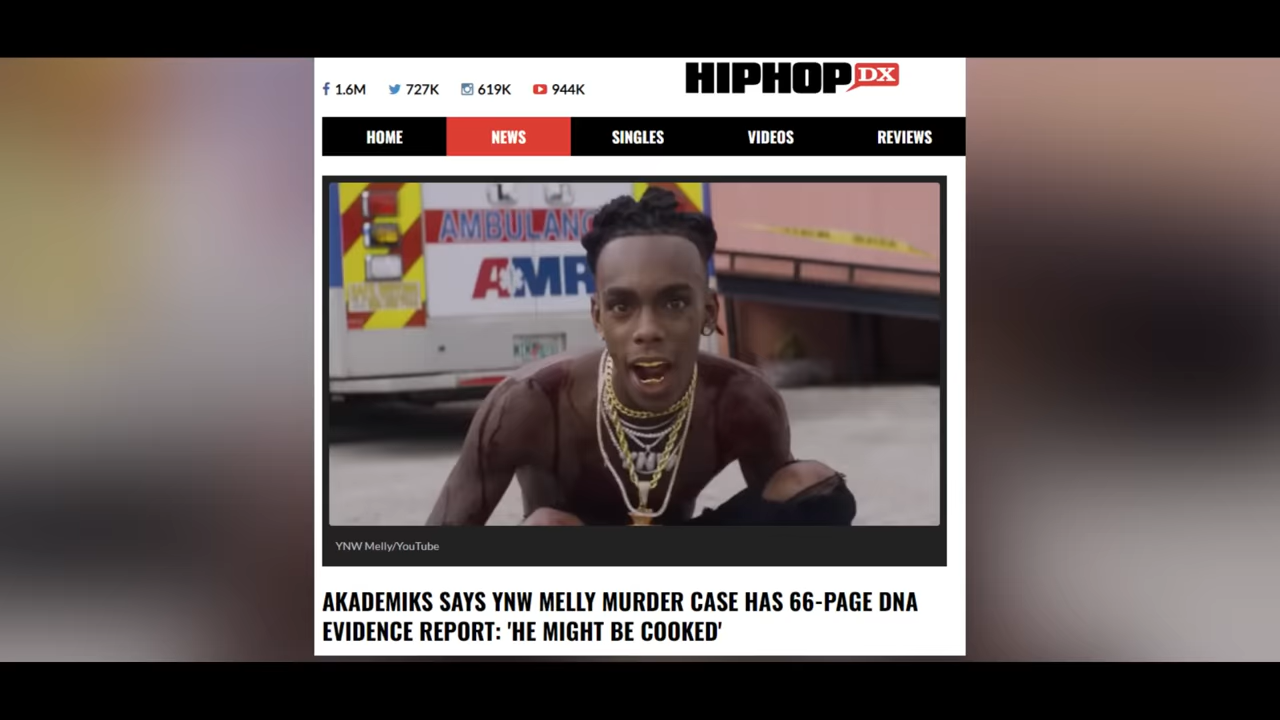 1.6M 727K 619K 944K
HIPHOPDX
HOME NEWS SINGLES VIDEOS REVIEWS
AMBULANC
AMR
YNW Melly/YouTube
AKADEMIKS SAYS YNW MELLY MURDER CASE HAS 66-PAGE DNA
EVIDENCE REPORT: 'HE MIGHT BE COOKED'